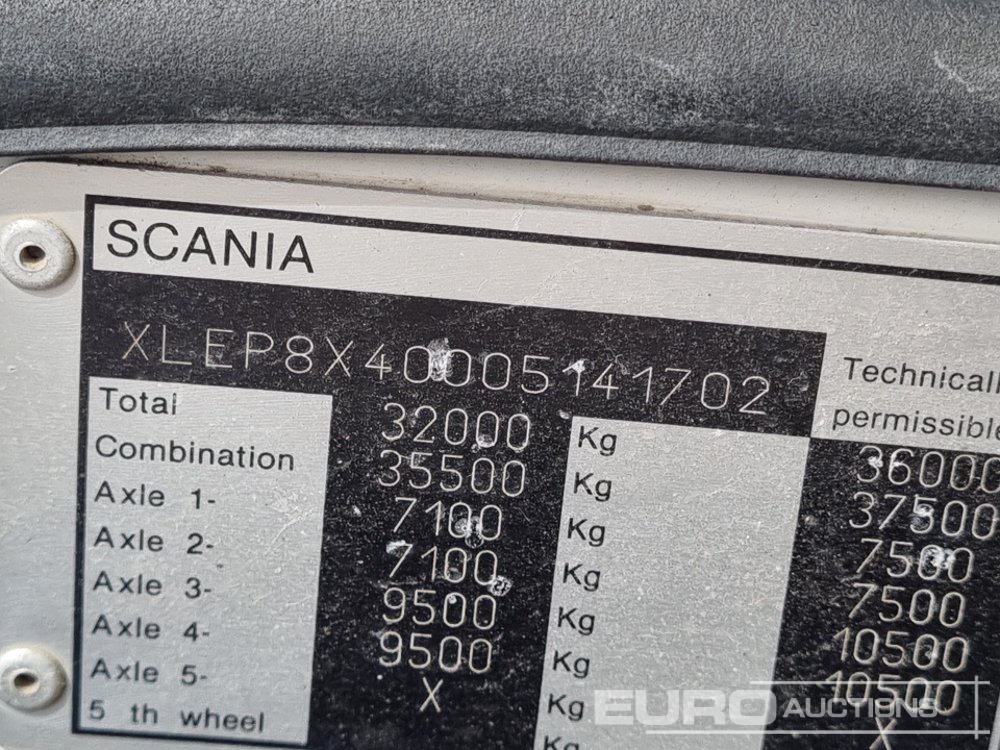 SCANIA
XLEP8X40005141702
Technicall
permissible
Total 32000 Kg 36000
Combination 35500 Kg 37500
Axle 1- 7100 Kg 7500
Axle 2- 7100 Kg 7500
Axle 3- 9500 Kg 10500
Axle 4- 9500 Kg 10500
Axle 5- X Kg X
5 th wheel Kg
EURO AUCTIONS